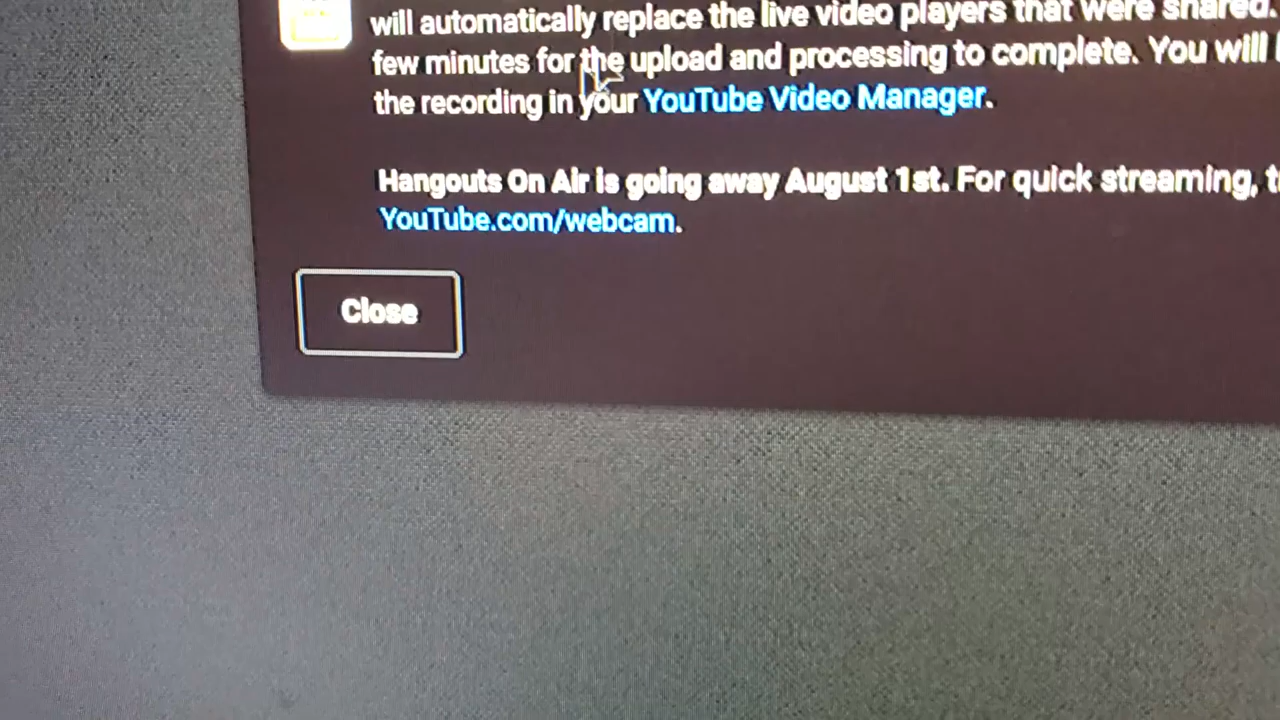 will automatically replace the live video players that were shared.
few minutes for the upload and processing to complete. You will
the recording in your YouTube Video Manager.
Hangouts On Air is going away August 1st. For quick streaming,
YouTube.com/webcam.
Close